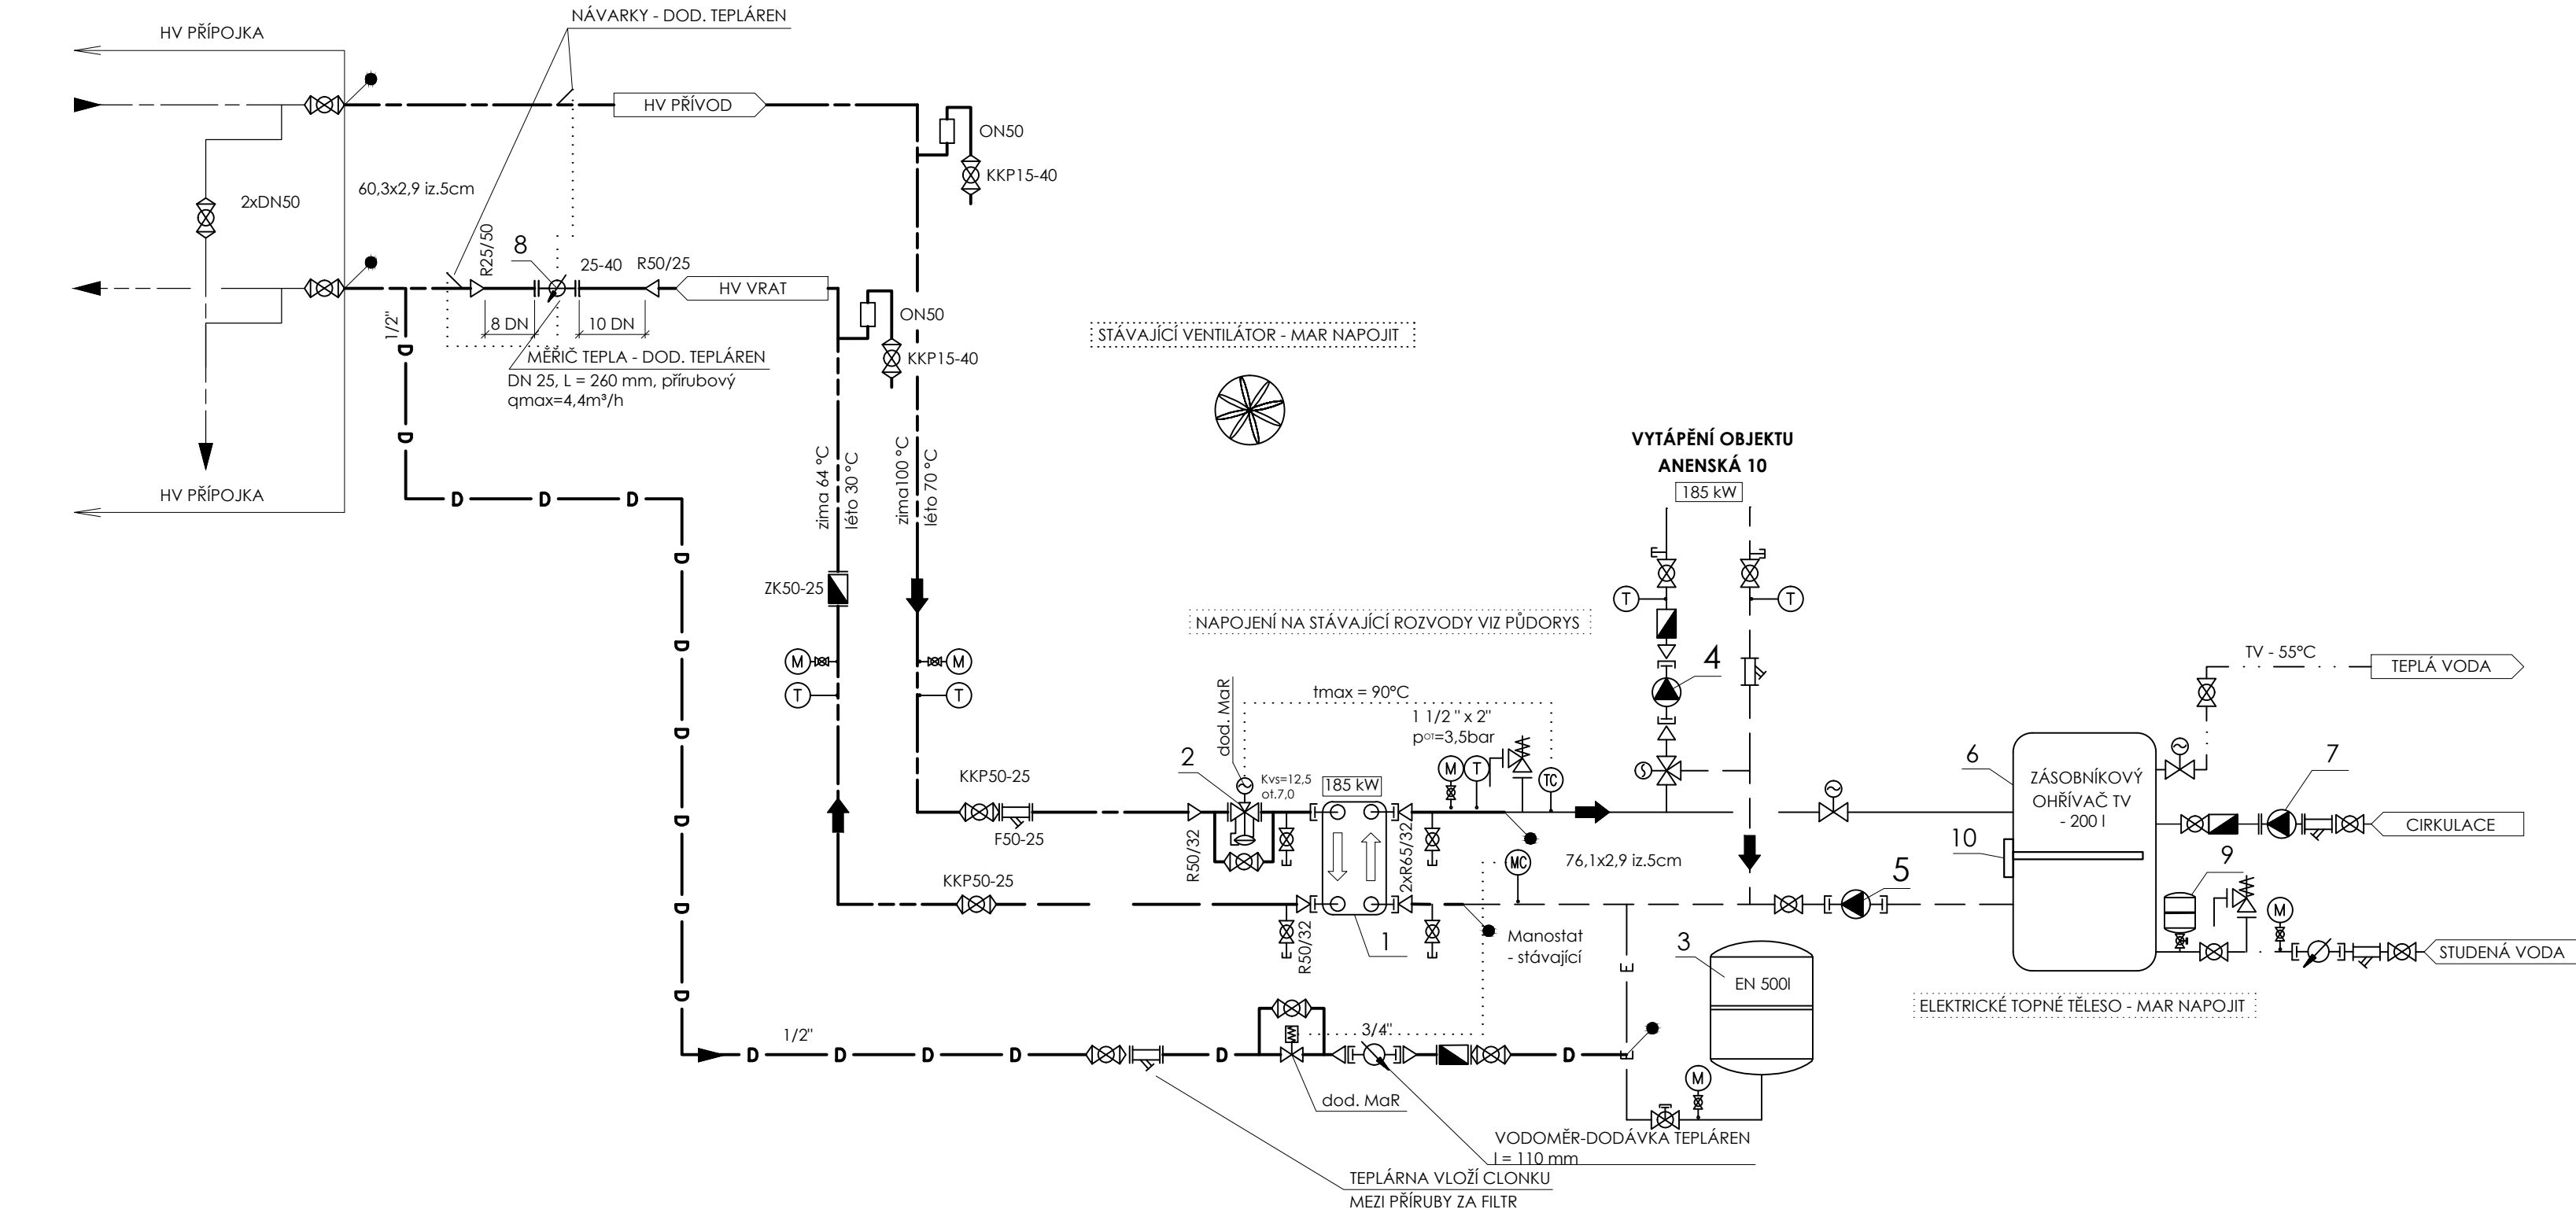 NÁVARKY - DOD. TEPLÁREN
HV PŘÍPOJKA
HV PŘÍVOD
ON50
KKP15-40
60,3x2,9 iz.5cm
2xDN50
R25/50
8
25-40
R50/25
HV VRAT
1/2"
8 DN
10 DN
ON50
KKP15-40
MĚŘIČ TEPLA - DOD. TEPLÁREN
DN 25, L = 260 mm, přírubový
qmax=4,4m³/h
STÁVAJÍCÍ VENTILÁTOR - MAR NAPOJIT
HV PŘÍPOJKA
D
D
D
D
D
zima 64 °C
léto 30 °C
zima100 °C
léto 70 °C
VYTÁPĚNÍ OBJEKTU
ANENSKÁ 10
185 kW
D
D
D
D
D
D
ZK50-25
M
M
T
T
NAPOJENÍ NA STÁVAJÍCÍ ROZVODY VIZ PŮDORYS
T
T
4
TV - 55°C
TEPLÁ VODA
dod. MaR
tmax = 90°C
1 1/2 " x 2"
pOT=3,5bar
2
Kvs=12,5
ot.7,0
185 kW
M
T
TC
KKP50-25
F50-25
R50/32
2xR65/32
MC
76,1x2,9 iz.5cm
KKP50-25
R50/32
1
Manostat
- stávající
5
6
ZÁSOBNÍKOVÝ
OHŘÍVAČ TV
- 200 l
10
7
CIRKULACE
9
M
STUDENÁ VODA
3
EN 500l
E
E
ELEKTRICKÉ TOPNÉ TĚLESO - MAR NAPOJIT
1/2"
D
D
D
D
D
3/4"
D
dod. MaR
M
VODOMĚR-DODÁVKA TEPLÁREN
l = 110 mm
TEPLÁRNA VLOŽÍ CLONKU
MEZI PŘÍRUBY ZA FILTR